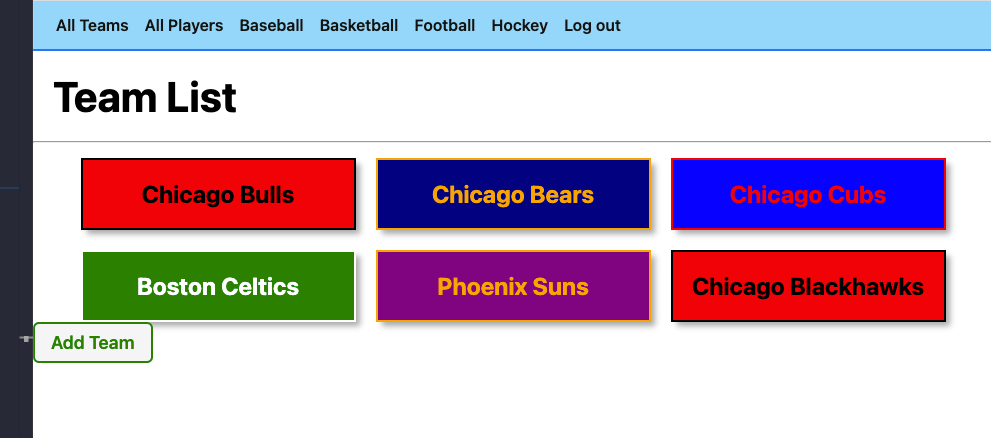 All Teams All Players Baseball Basketball Football Hockey Log out
Team List
Chicago Bulls Chicago Bears Chicago Cubs
Boston Celtics Phoenix Suns Chicago Blackhawks
Add Team